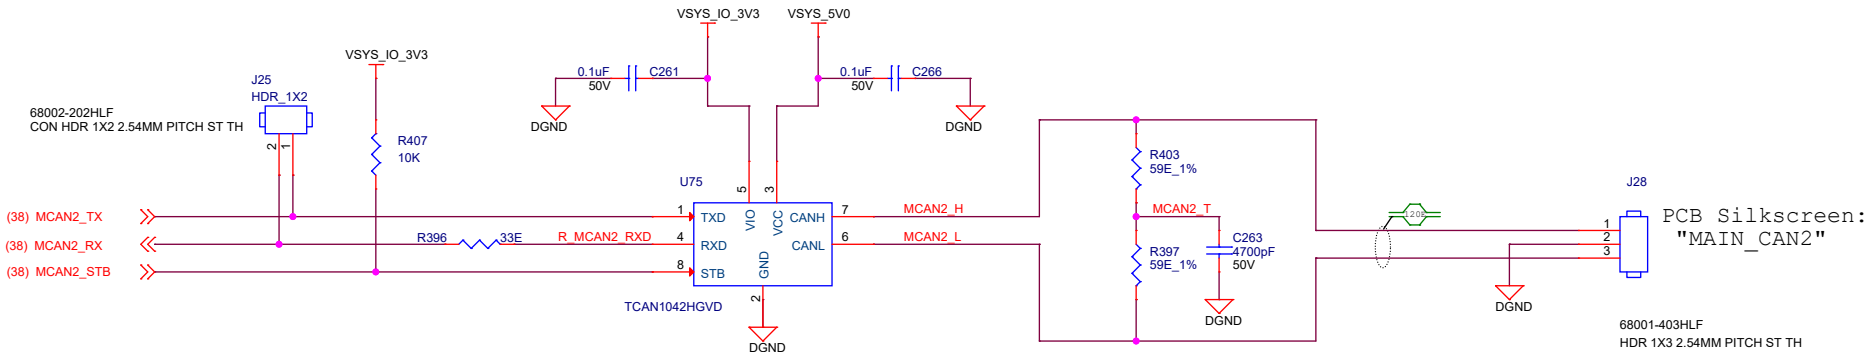 VSYS_IO_3V3
VSYS_5V0
VSYS_IO_3V3
J25
HDR_1X2
68002-202HLF
CON HDR 1X2 2.54MM PITCH ST TH
2
1
R407
10K
0.1uF
50V
C261
DGND
0.1uF
50V
C266
DGND
U75
5
3
(38) MCAN2_TX
(38) MCAN2_RX
(38) MCAN2_STB
R396
33E
R_MCAN2_RXD
1
4
8
TXD
RXD
STB
VIO
VCC
GND
CANH
CANL
7
6
2
TCAN1042HGVD
DGND
MCAN2_H
MCAN2_L
R403
59E_1%
MCAN2_T
R397
59E_1%
C263
4700pF
50V
DGND
J28
1
2
3
DGND
PCB Silkscreen:
"MAIN_CAN2"
68001-403HLF
HDR 1X3 2.54MM PITCH ST TH